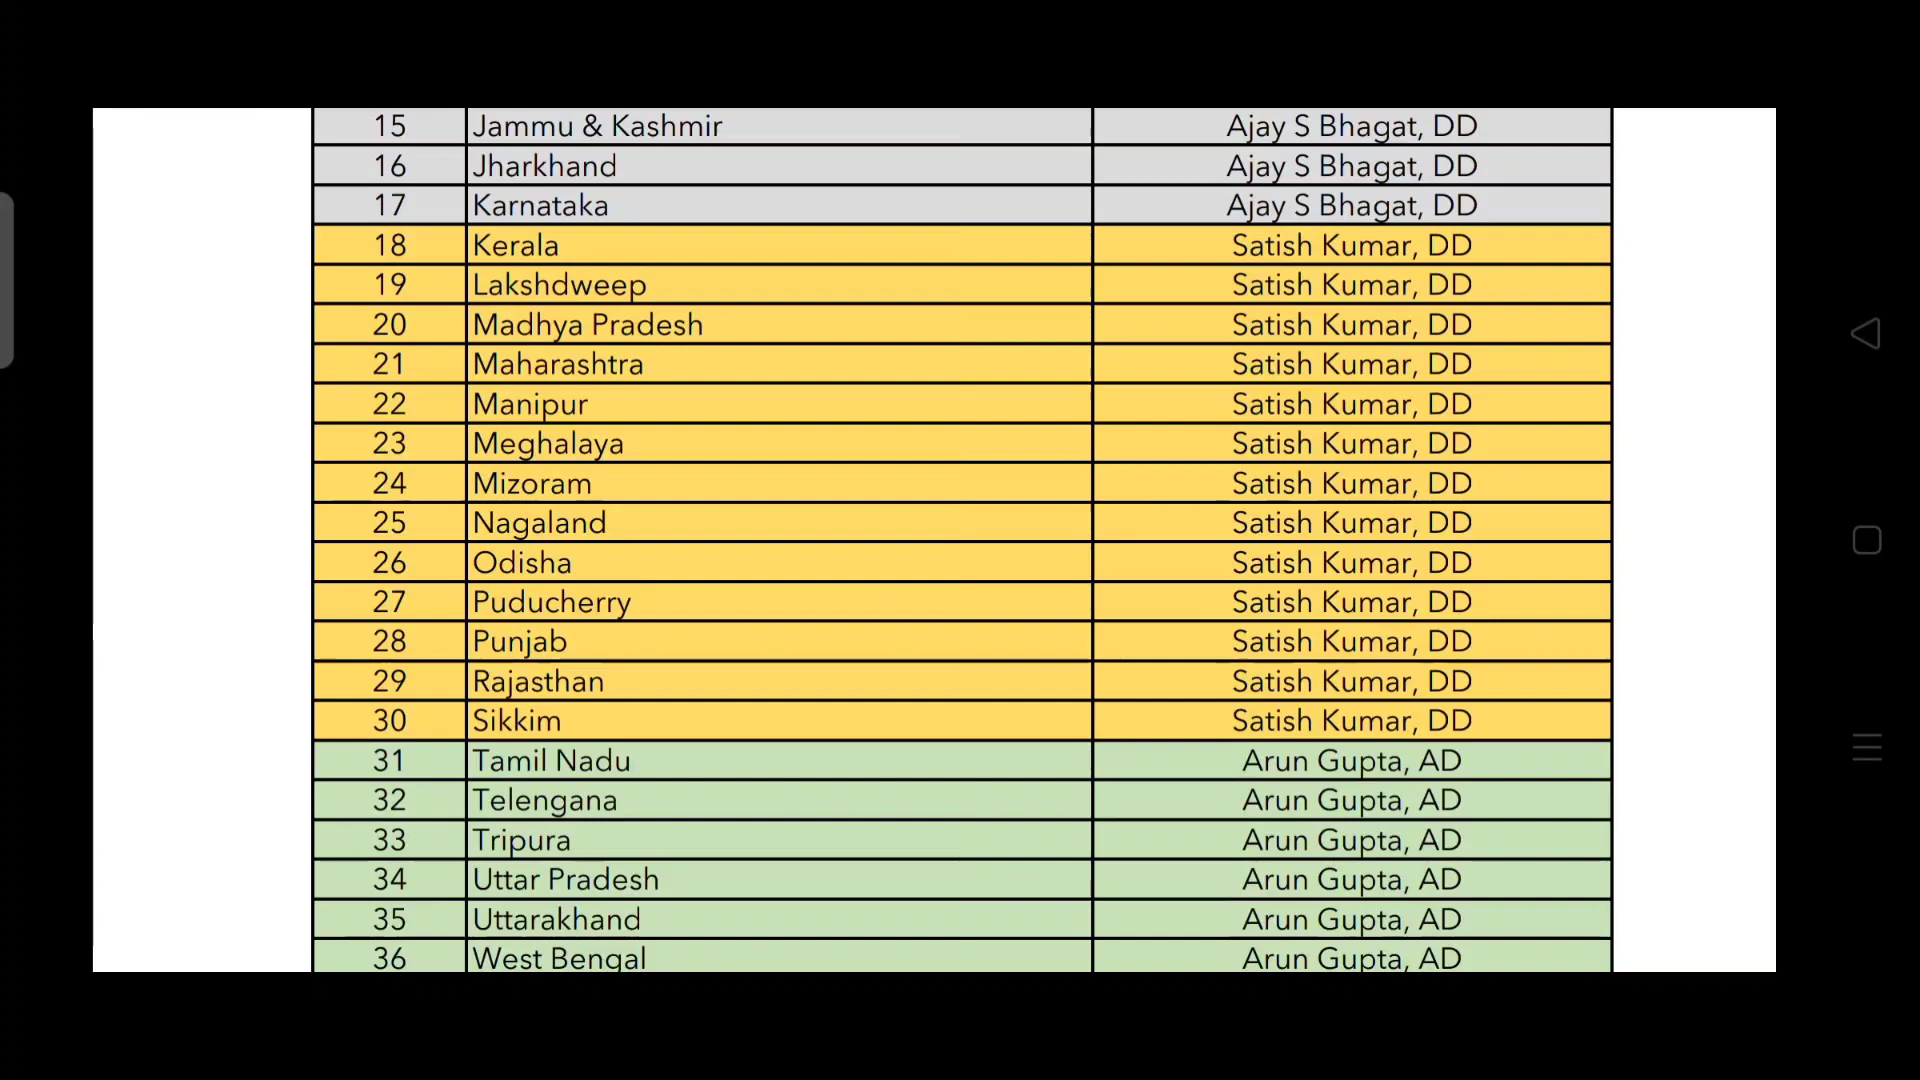 15 Jammu & Kashmir Ajay S Bhagat, DD
16 Jharkhand Ajay S Bhagat, DD
17 Karnataka Ajay S Bhagat, DD
18 Kerala Satish Kumar, DD
19 Lakshdweep Satish Kumar, DD
20 Madhya Pradesh Satish Kumar, DD
21 Maharashtra Satish Kumar, DD
22 Manipur Satish Kumar, DD
23 Meghalaya Satish Kumar, DD
24 Mizoram Satish Kumar, DD
25 Nagaland Satish Kumar, DD
26 Odisha Satish Kumar, DD
27 Puducherry Satish Kumar, DD
28 Punjab Satish Kumar, DD
29 Rajasthan Satish Kumar, DD
30 Sikkim Satish Kumar, DD
31 Tamil Nadu Arun Gupta, AD
32 Telengana Arun Gupta, AD
33 Tripura Arun Gupta, AD
34 Uttar Pradesh Arun Gupta, AD
35 Uttarakhand Arun Gupta, AD
36 West Bengal Arun Gupta, AD